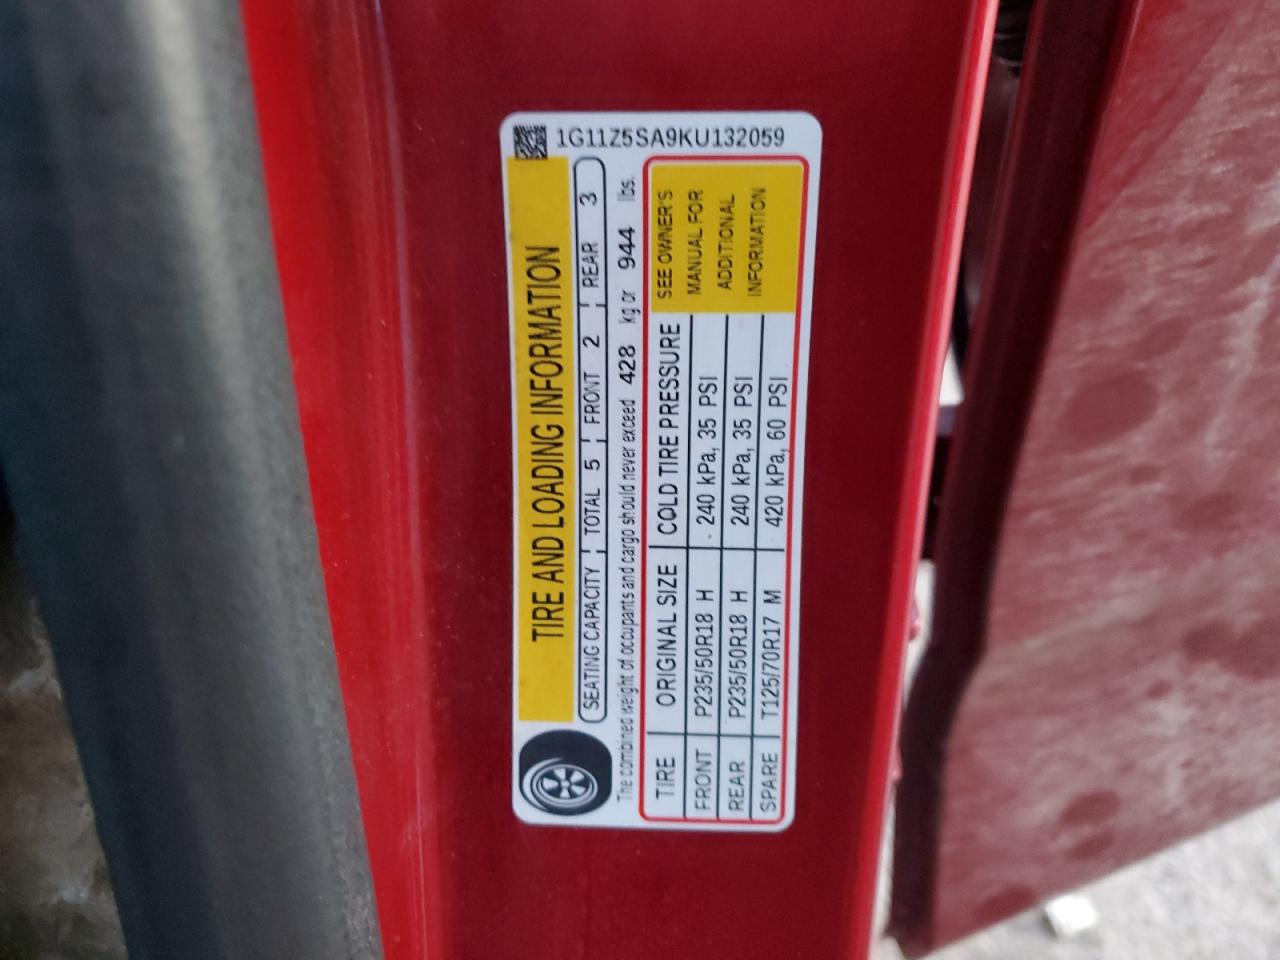 1G11Z5SA9KU132059
TIRE AND LOADING INFORMATION
SEATING CAPACITY TOTAL 5 FRONT 2 REAR 3
The combined weight of occupants and cargo should never exceed 428 kg or 944 lbs.
TIRE ORIGINAL SIZE COLD TIRE PRESSURE
FRONT P235/50R18 H 240 kPa, 35 PSI
REAR P235/50R18 H 240 kPa, 35 PSI
SPARE T125/70R17 M 420 kPa, 60 PSI
SEE OWNER'S
MANUAL FOR
ADDITIONAL
INFORMATION